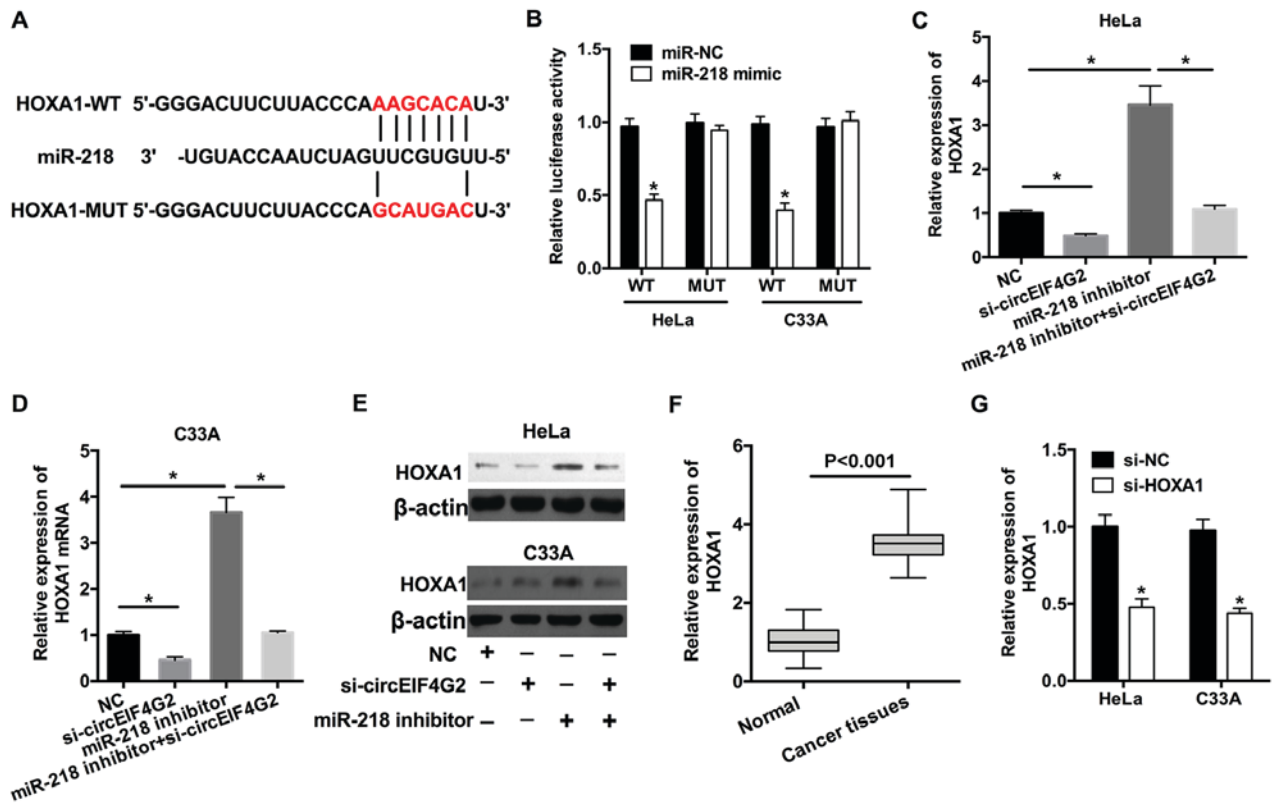 A
HOXA1-WT 5'-GGGACUUCUUACCCAAAGCACAU-3'
miR-218 3' -UGUACCAAUCUAGUUCGUGUU-5'
HOXA1-MUT 5'-GGGACUUCUUACCCAGCAUGACU-3'
B
Relative luciferase activity
1.5
1.0
0.5
0.0
miR-NC
miR-218 mimic
*
*
WT
MUT
WT
MUT
HeLa
C33A
C
HeLa
Relative expression of
HOXA1
5
4
3
2
1
0
*
*
*
NC
si-circEIF4G2
miR-218 inhibitor
miR-218 inhibitor+si-circEIF4G2
D
C33A
Relative expression of
HOXA1 mRNA
5
4
3
2
1
0
*
*
*
NC
si-circEIF4G2
miR-218 inhibitor
miR-218 inhibitor+si-circEIF4G2
E
HeLa
HOXA1
β-actin
C33A
HOXA1
β-actin
NC + – – –
si-circEIF4G2 – + – +
miR-218 inhibitor – – + +
F
Relative expression of
HOXA1
6
4
2
0
P<0.001
Normal
Cancer tissues
G
Relative expression of
HOXA1
1.5
1.0
0.5
0.0
si-NC
si-HOXA1
*
*
HeLa
C33A